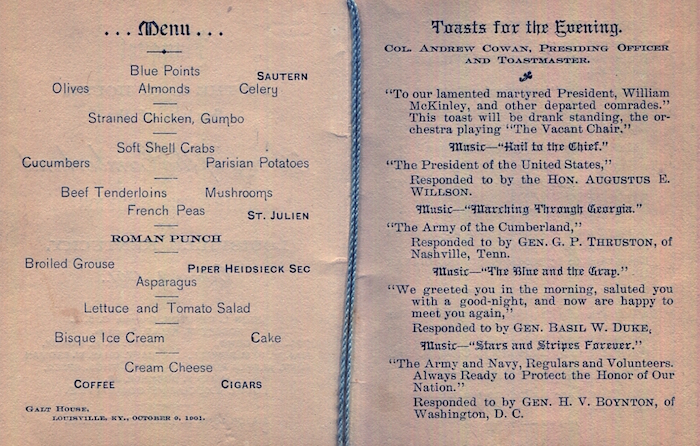 ... Menu ...
Blue Points
SAUTERN
Olives Almonds Celery
Strained Chicken, Gumbo
Soft Shell Crabs
Cucumbers Parisian Potatoes
Beef Tenderloins Mushrooms
French Peas
ST. JULIEN
ROMAN PUNCH
Broiled Grouse
PIPER HEIDSIECK SEC
Asparagus
Lettuce and Tomato Salad
Bisque Ice Cream Cake
Cream Cheese
COFFEE CIGARS
GALT HOUSE,
LOUISVILLE, KY., OCTOBER 9, 1901.
Toasts for the Evening.
COL. ANDREW COWAN, PRESIDING OFFICER
AND TOASTMASTER.
"To our lamented martyred President, William
McKinley, and other departed comrades."
This toast will be drank standing, the or-
chestra playing "The Vacant Chair."
Music—"Hail to the Chief."
"The President of the United States,"
Responded to by the HON. AUGUSTUS E.
WILLSON.
Music—"Marching Through Georgia."
"The Army of the Cumberland,"
Responded to by GEN. G. P. THRUSTON, of
Nashville, Tenn.
Music—"The Blue and the Gray."
"We greeted you in the morning, saluted you
with a good-night, and now are happy to
meet you again,"
Responded to by GEN. BASIL W. DUKE,
Music—"Stars and Stripes Forever."
"The Army and Navy, Regulars and Volunteers.
Always Ready to Protect the Honor of Our
Nation."
Responded to by GEN. H. V. BOYNTON, of
Washington, D. C.